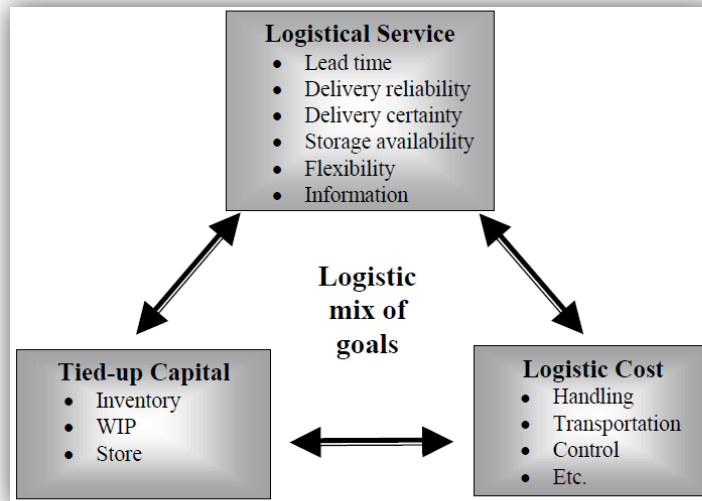 Logistical Service
• Lead time
• Delivery reliability
• Delivery certainty
• Storage availability
• Flexibility
• Information
Logistic
mix of
goals
Tied-up Capital
• Inventory
• WIP
• Store
Logistic Cost
• Handling
• Transportation
• Control
• Etc.